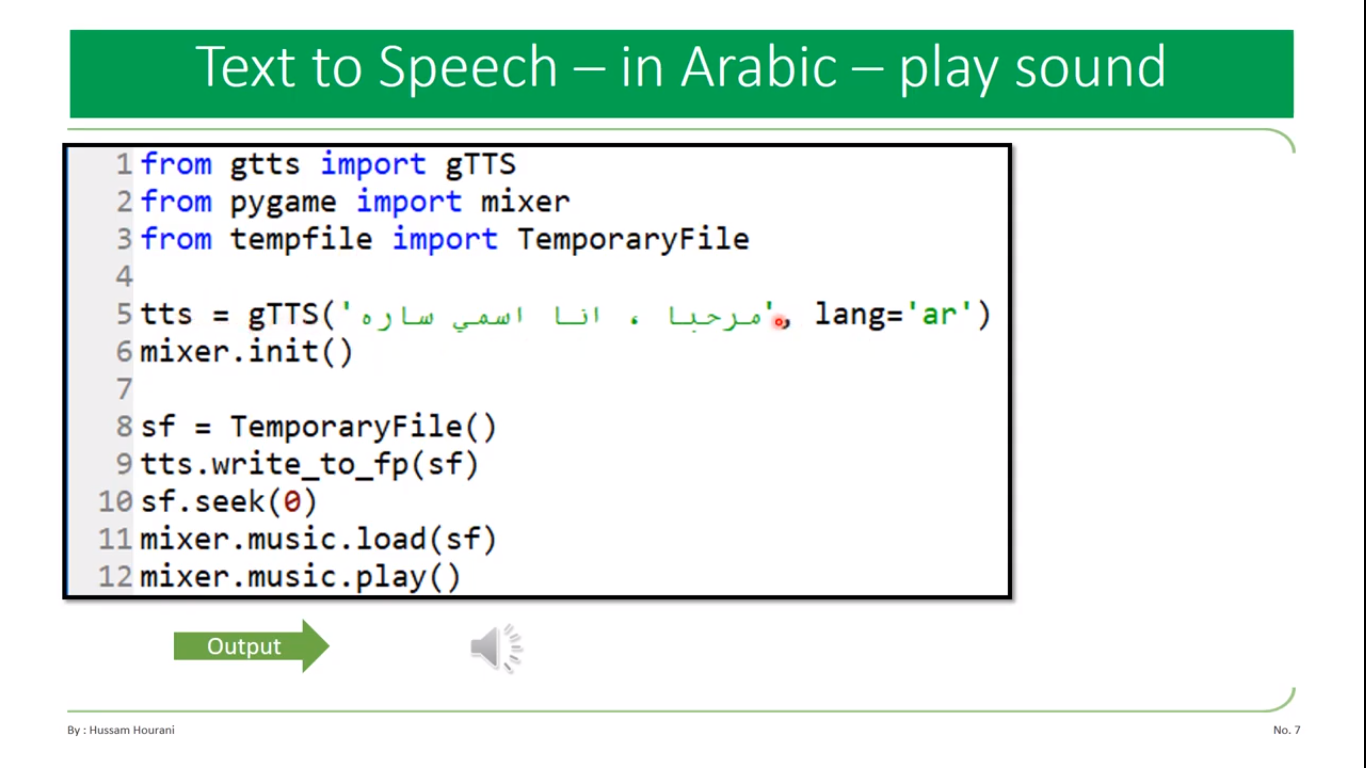 Text to Speech – in Arabic – play sound
1 from gtts import gTTS
2 from pygame import mixer
3 from tempfile import TemporaryFile
4
5 tts = gTTS('مرحبا ، انا اسمي ساره', lang='ar')
6 mixer.init()
7
8 sf = TemporaryFile()
9 tts.write_to_fp(sf)
10 sf.seek(0)
11 mixer.music.load(sf)
12 mixer.music.play()
Output
By : Hussam Hourani
No. 7